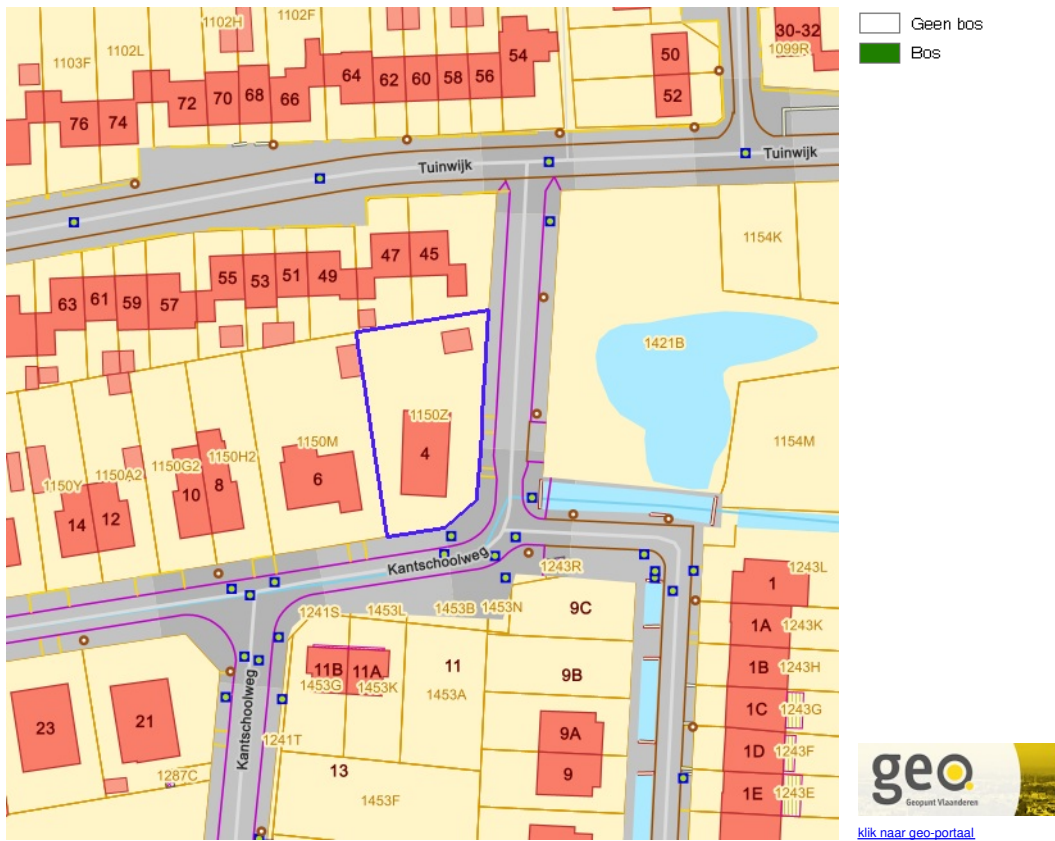 1102H
1102F
1102L
1103F
54
30-32
1099R
50
52
64
62
60
58
56
72
70
68
66
76
74
Tuinwijk
Tuinwijk
1154K
47
45
55
53
51
49
63
61
59
57
1421B
1150Z
4
1154M
1150M
6
1150H2
1150G2
1150A2
1150Y
10
8
14
12
Kantschoolweg
1243R
1243L
1
1241S
1453L
1453B
1453N
9C
1A
1243K
11B
11A
1453G
1453K
11
1453A
9B
1B
1243H
Kantschoolweg
23
21
1C
1243G
1241T
9A
1D
1243F
1287C
13
9
1453F
1E
1243E
Geen bos
Bos
geo
Geopunt Vlaanderen
klik naar geo-portaal